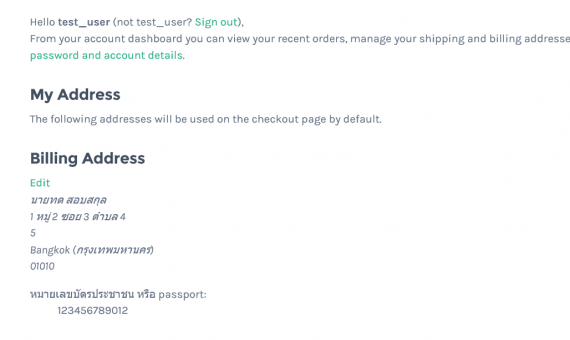 Hello test_user (not test_user? Sign out),
From your account dashboard you can view your recent orders, manage your shipping and billing addresse
password and account details.
My Address
The following addresses will be used on the checkout page by default.
Billing Address
Edit
นายทด สอบสกุล
1 หมู่ 2 ซอย 3 ตำบล 4
5
Bangkok (กรุงเทพมหานคร)
01010
หมายเลขบัตรประชาชน หรือ passport:
123456789012